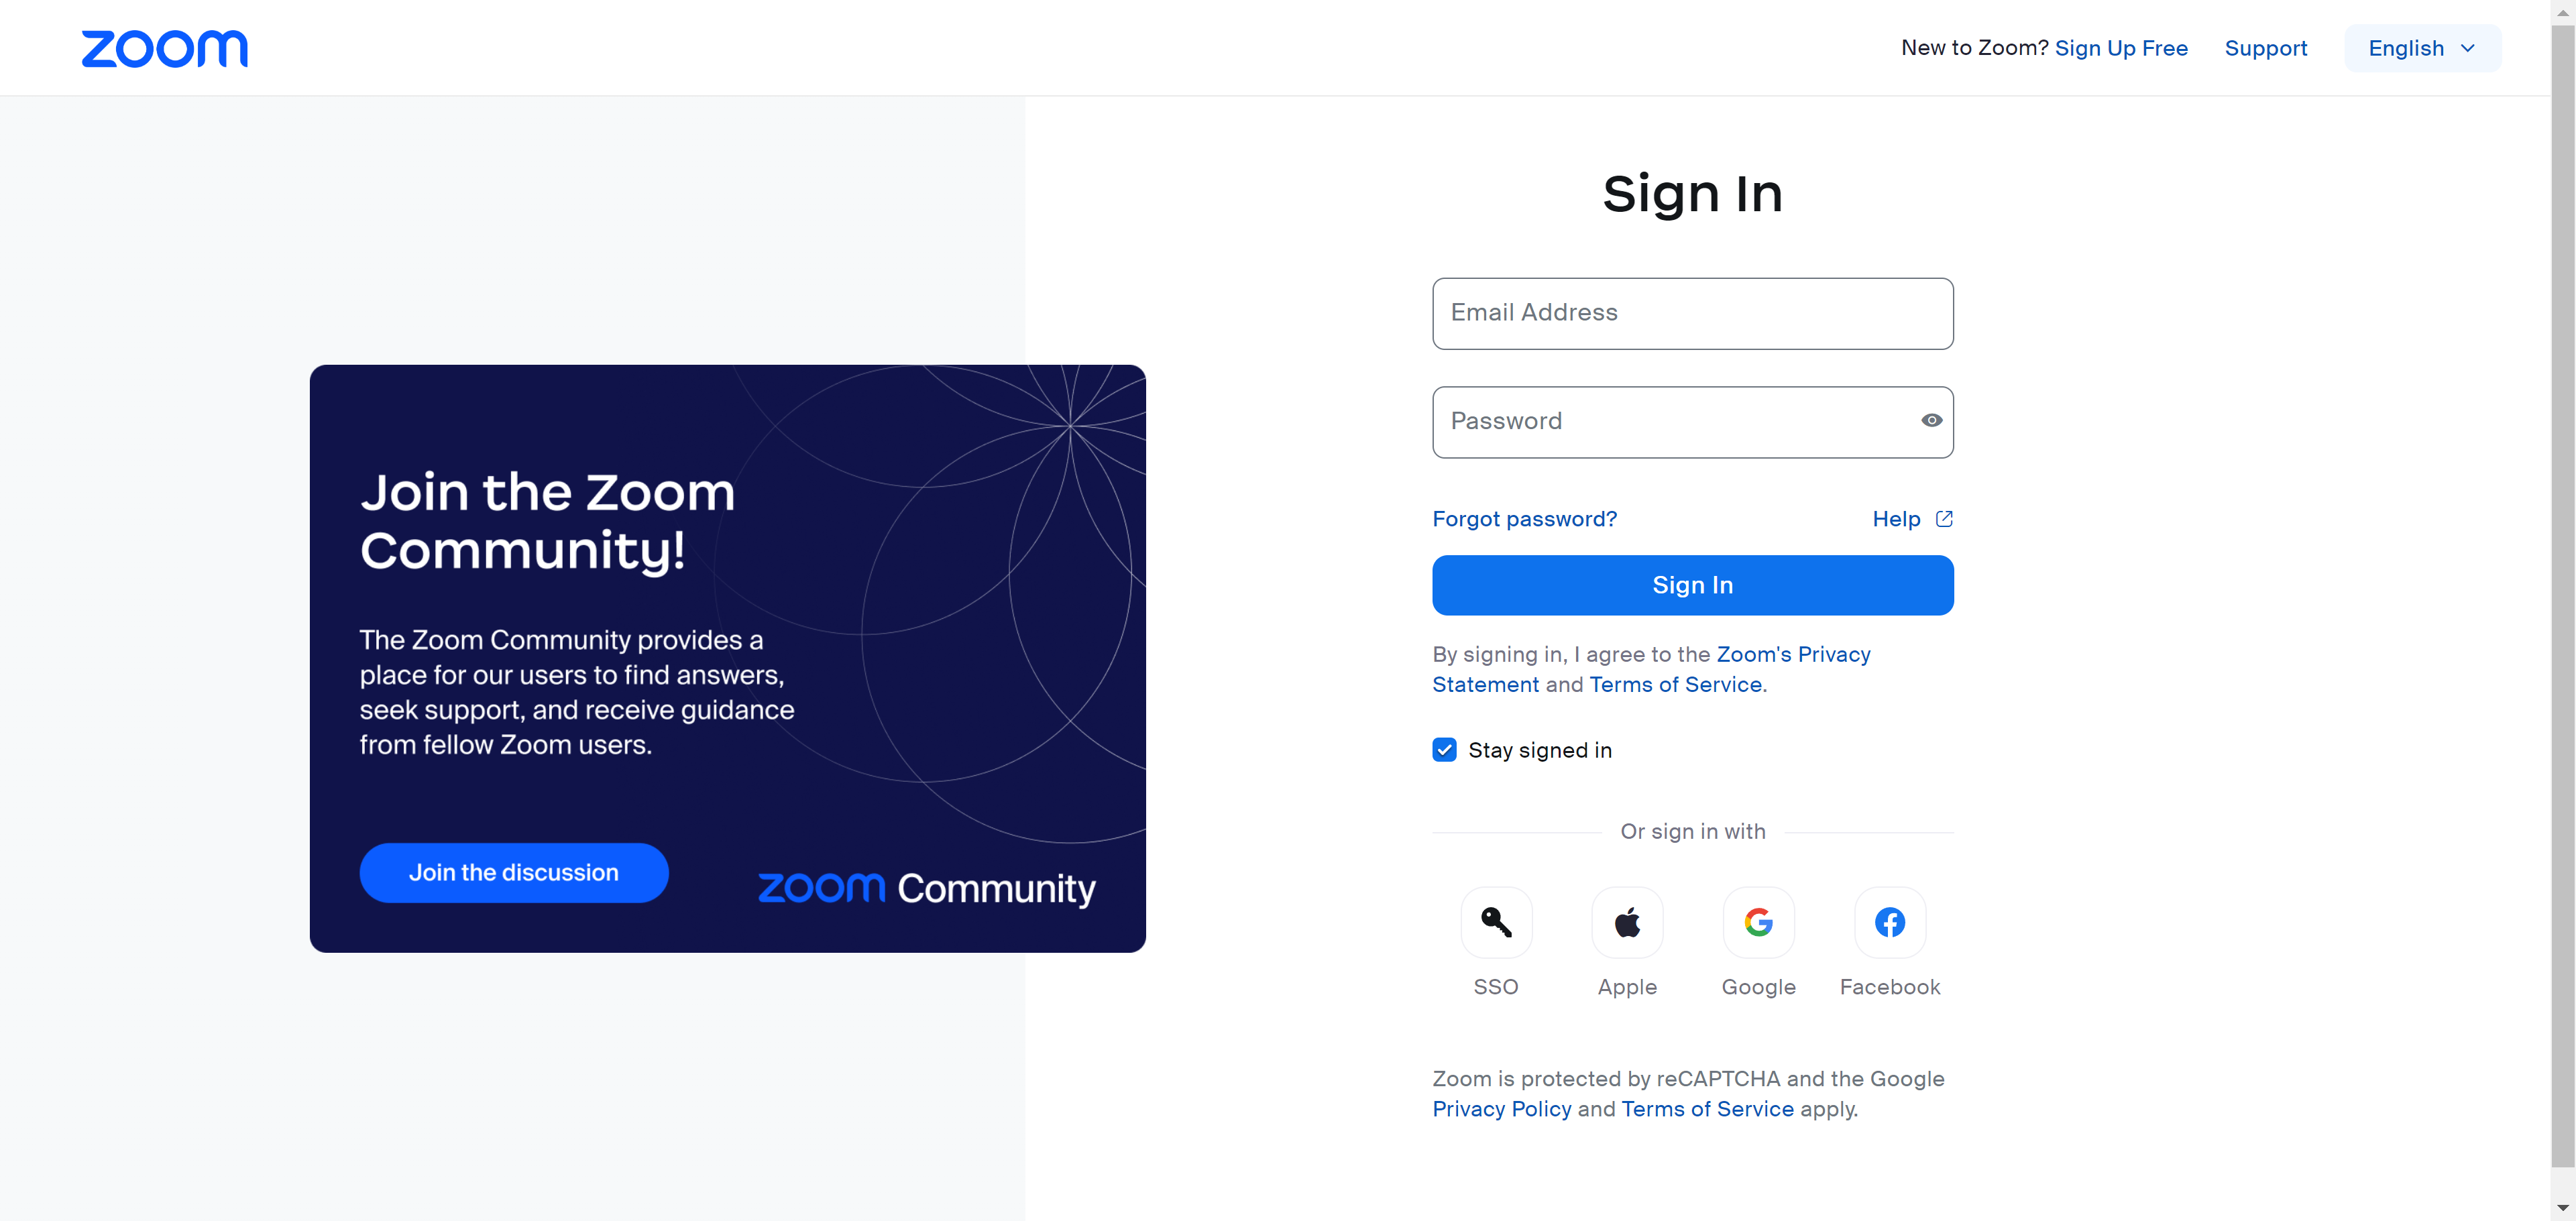 zoom
New to Zoom? Sign Up Free Support English
Sign In
Email Address
Password
Forgot password? Help
Sign In
By signing in, I agree to the Zoom's Privacy
Statement and Terms of Service.
Stay signed in
Or sign in with
SSO Apple Google Facebook
Zoom is protected by reCAPTCHA and the Google
Privacy Policy and Terms of Service apply.
Join the Zoom
Community!
The Zoom Community provides a
place for our users to find answers,
seek support, and receive guidance
from fellow Zoom users.
Join the discussion
zoom Community